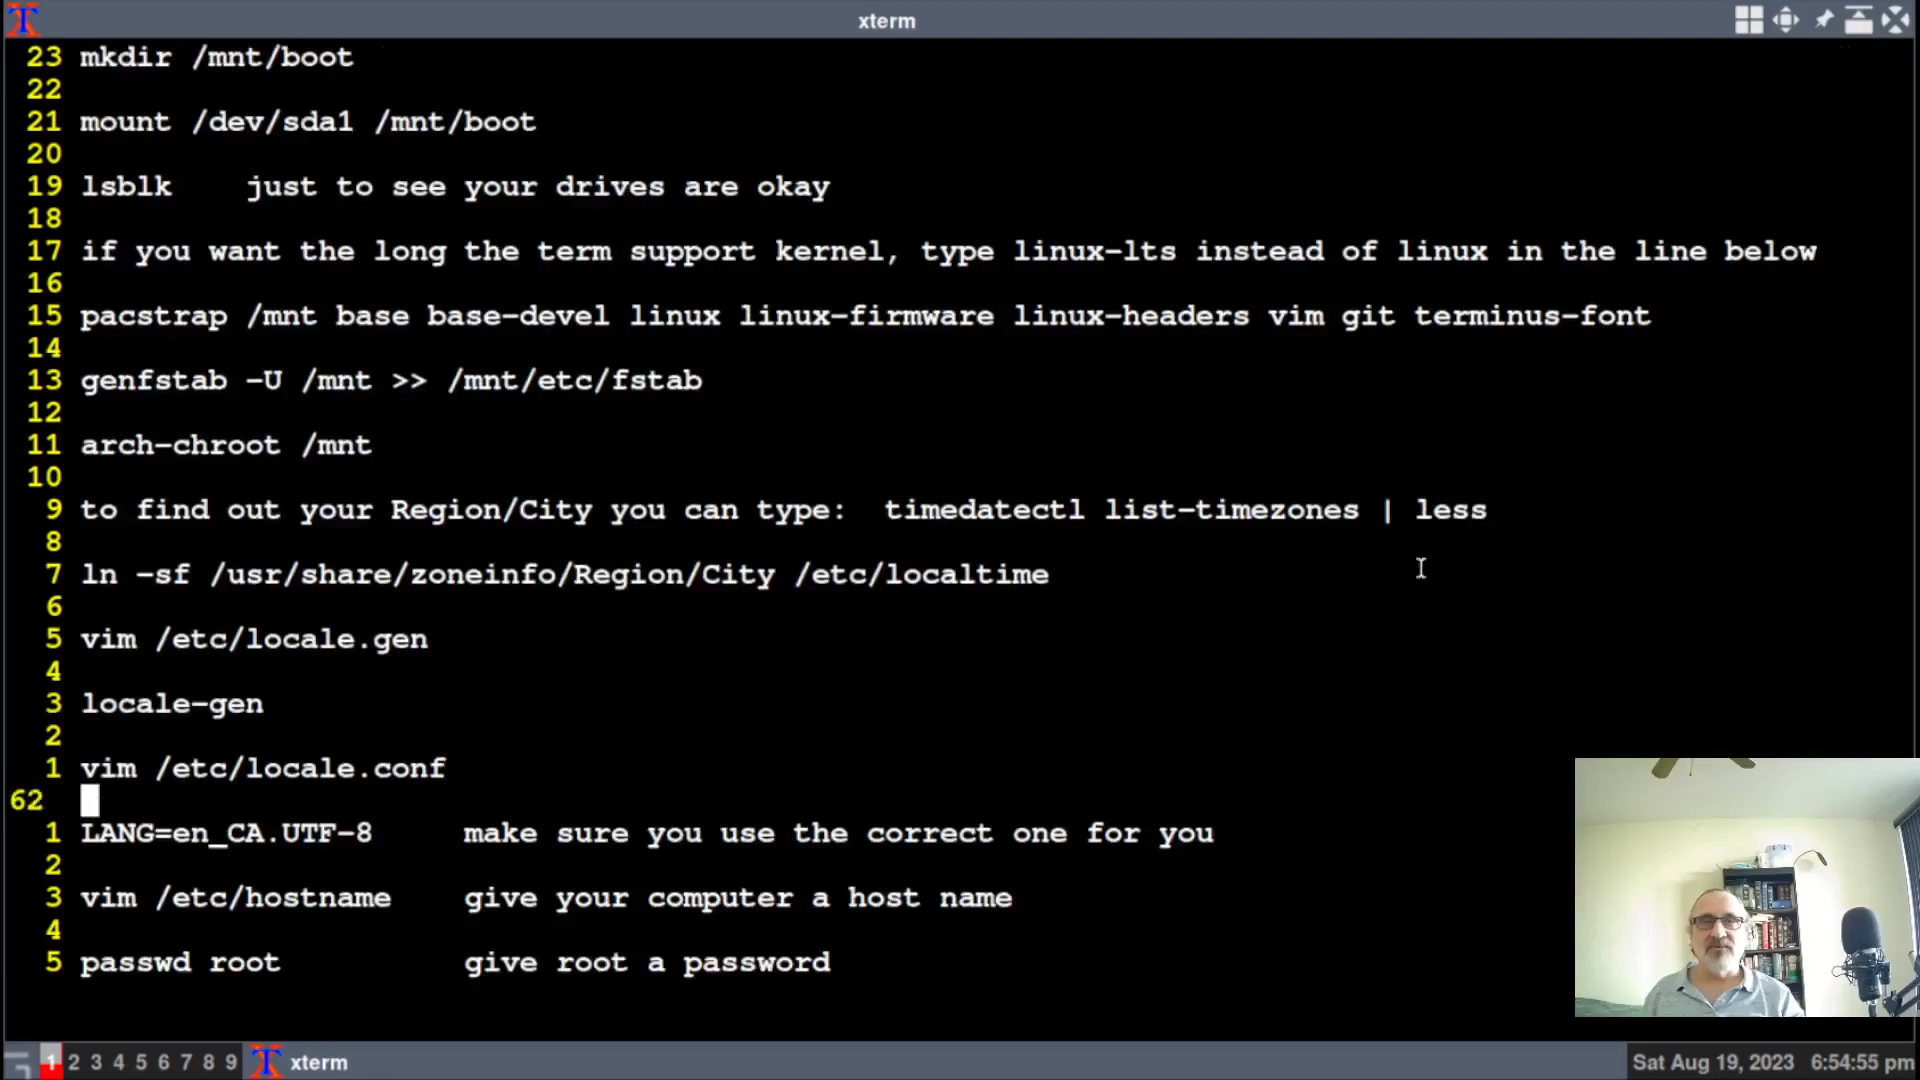 xterm
23 mkdir /mnt/boot
22
21 mount /dev/sda1 /mnt/boot
20
19 lsblk    just to see your drives are okay
18
17 if you want the long the term support kernel, type linux-lts instead of linux in the line below
16
15 pacstrap /mnt base base-devel linux linux-firmware linux-headers vim git terminus-font
14
13 genfstab -U /mnt >> /mnt/etc/fstab
12
11 arch-chroot /mnt
10
9 to find out your Region/City you can type:  timedatectl list-timezones | less
8
7 ln -sf /usr/share/zoneinfo/Region/City /etc/localtime
6
5 vim /etc/locale.gen
4
3 locale-gen
2
1 vim /etc/locale.conf
62
1 LANG=en_CA.UTF-8     make sure you use the correct one for you
2
3 vim /etc/hostname    give your computer a host name
4
5 passwd root          give root a password
1 2 3 4 5 6 7 8 9 xterm Sat Aug 19, 2023 6:54:55 pm